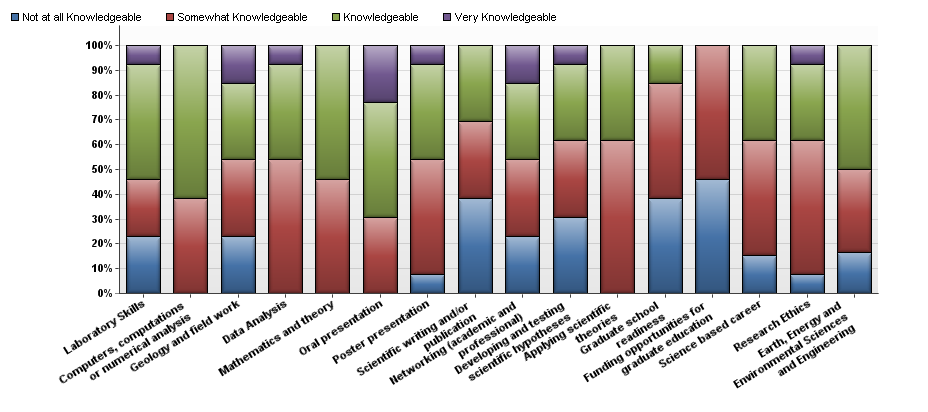 Not at all Knowledgeable Somewhat Knowledgeable Knowledgeable Very Knowledgeable
100%
90%
80%
70%
60%
50%
40%
30%
20%
10%
0%
Laboratory Skills
Computers, computations
or numerical analysis
Geology and field work
Data Analysis
Mathematics and theory
Oral presentation
Poster presentation
Scientific writing and/or
publication
Networking (academic and
professional)
Developing and testing
scientific hypotheses
Applying scientific
theories
Graduate school
readiness
Funding opportunities for
graduate education
Science based career
Research Ethics
Earth, Energy and
Environmental Sciences
and Engineering